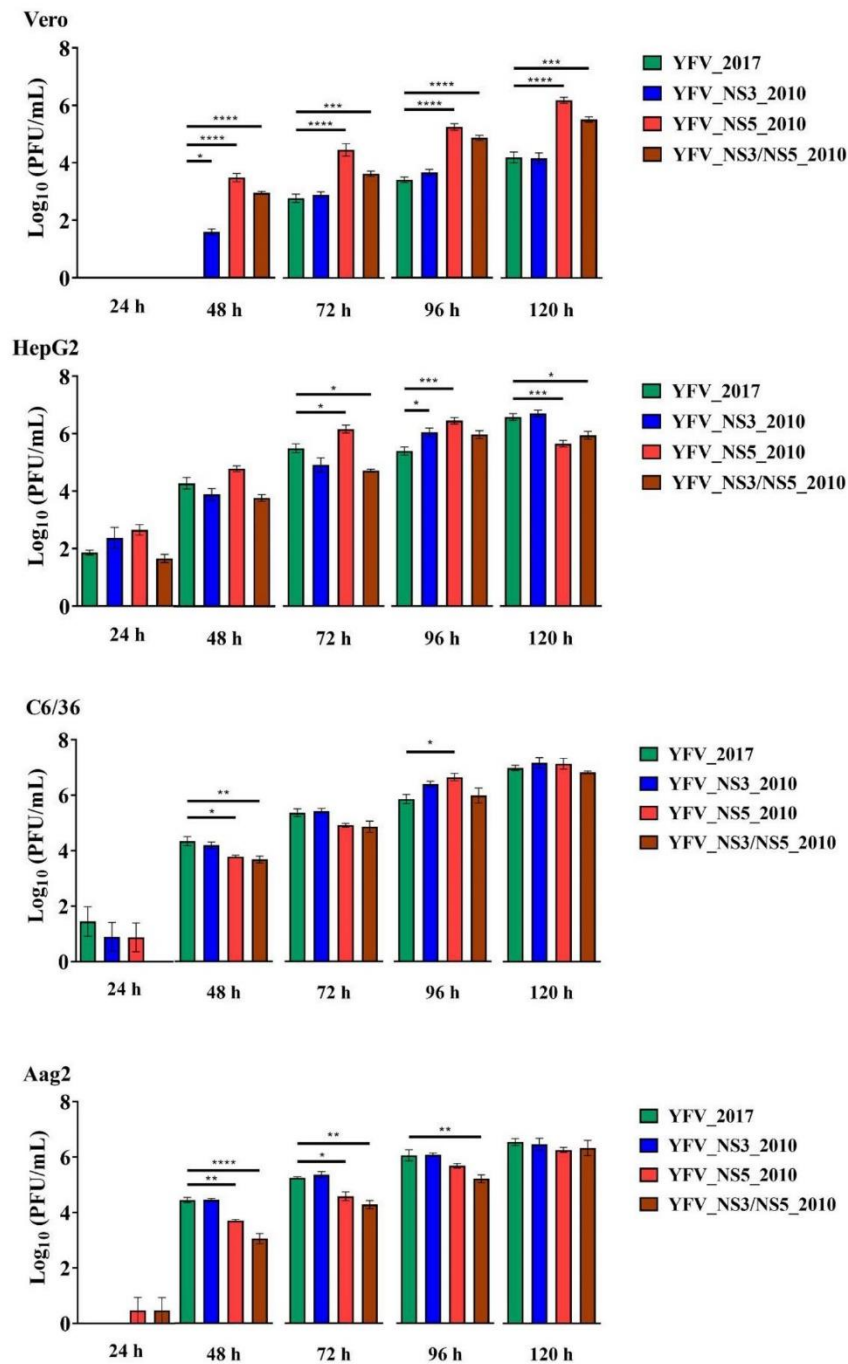 Vero
Log10 (PFU/mL)
8
6
4
2
0
**** **** *
*** ****
**** ****
*** ****
24 h 48 h 72 h 96 h 120 h
YFV_2017
YFV_NS3_2010
YFV_NS5_2010
YFV_NS3/NS5_2010
HepG2
Log10 (PFU/mL)
8
6
4
2
0
* *
*** *
* ***
24 h 48 h 72 h 96 h 120 h
YFV_2017
YFV_NS3_2010
YFV_NS5_2010
YFV_NS3/NS5_2010
C6/36
Log10 (PFU/mL)
8
6
4
2
0
** *
*
24 h 48 h 72 h 96 h 120 h
YFV_2017
YFV_NS3_2010
YFV_NS5_2010
YFV_NS3/NS5_2010
Aag2
Log10 (PFU/mL)
8
6
4
2
0
**** **
** *
**
24 h 48 h 72 h 96 h 120 h
YFV_2017
YFV_NS3_2010
YFV_NS5_2010
YFV_NS3/NS5_2010